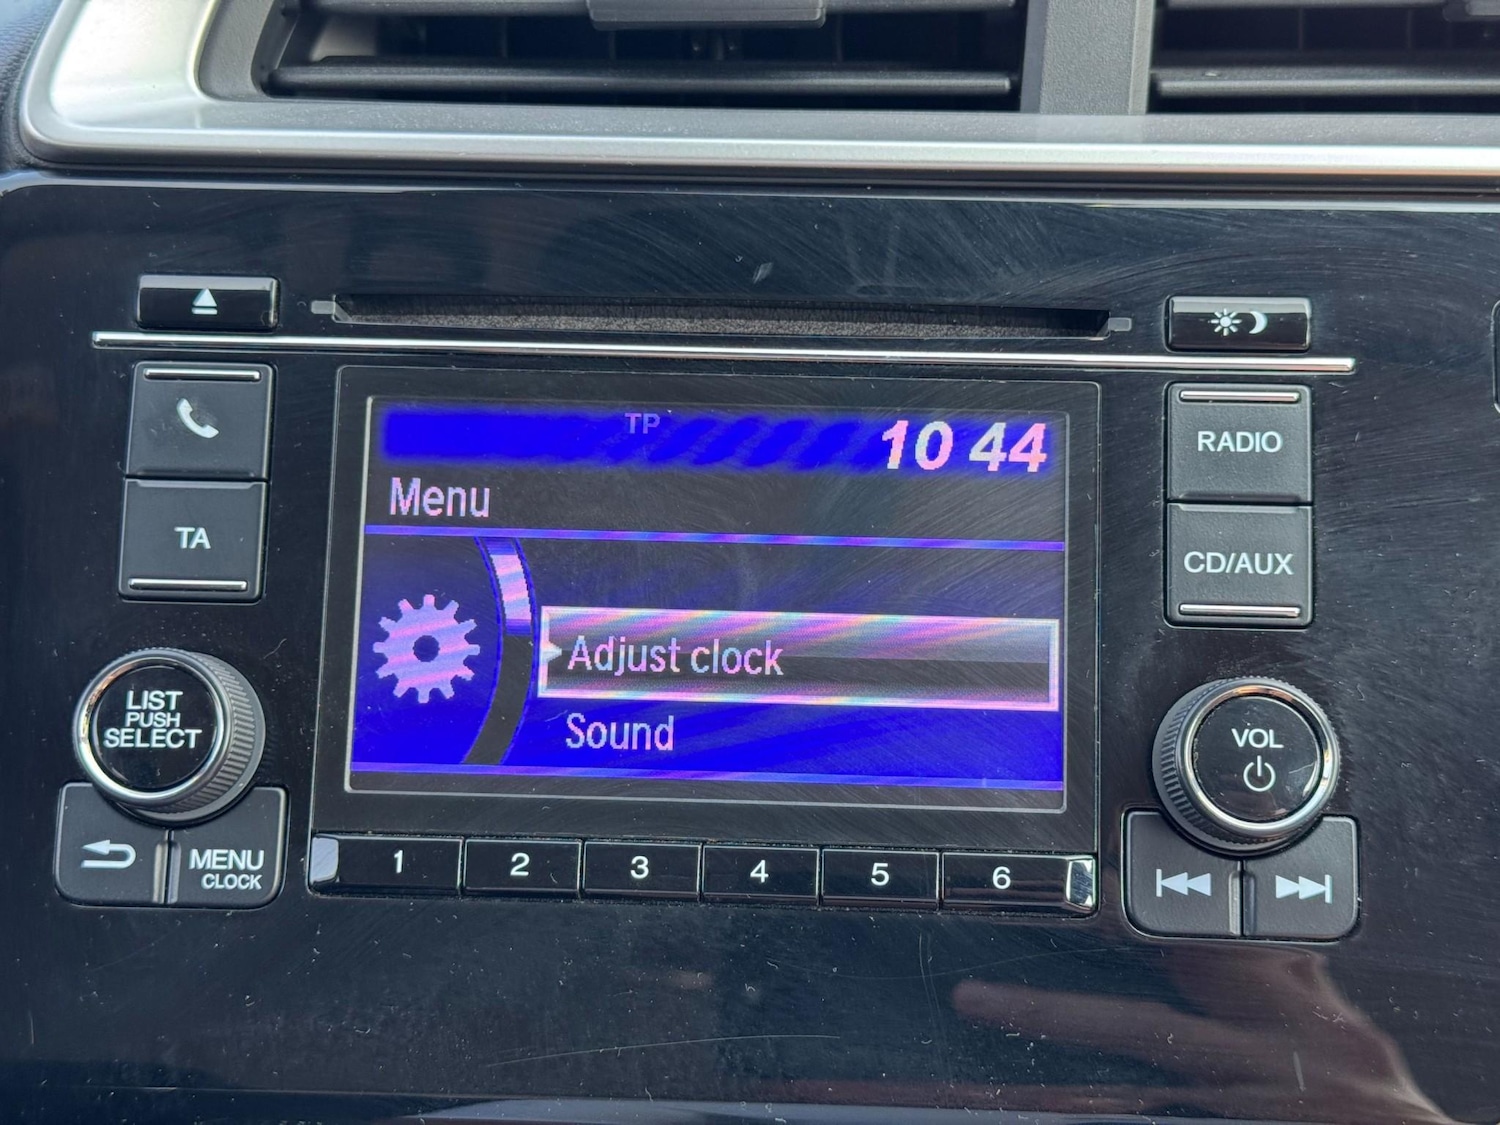 TP 10 44
Menu
Adjust clock
Sound
TA
LIST
PUSH
SELECT
MENU
CLOCK
1 2 3 4 5 6
RADIO
CD/AUX
VOL